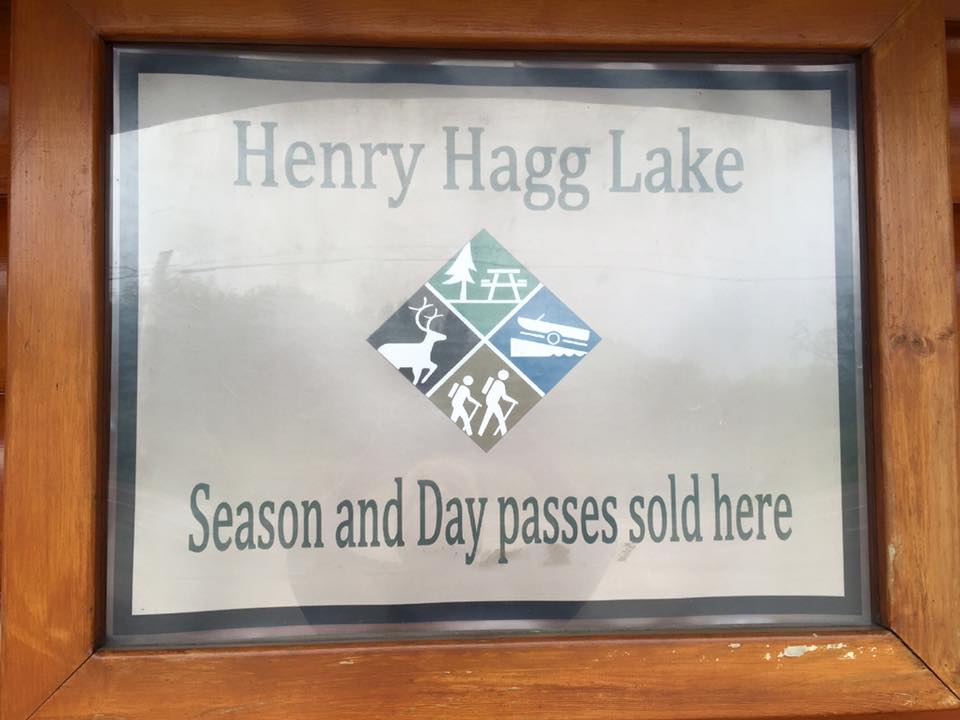 Henry Hagg Lake
Season and Day passes sold here